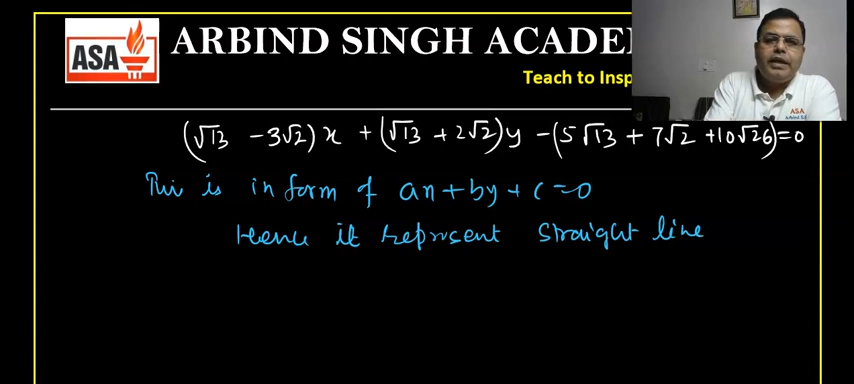 ASA
ARBIND SINGH ACADE
Teach to Insp
ASA
(√13 - 3√2)x + (√13 + 2√2)y - (5√13 + 7√2 + 10√26) = 0
This is in form of ax + by + c = 0
Hence it represent straight line